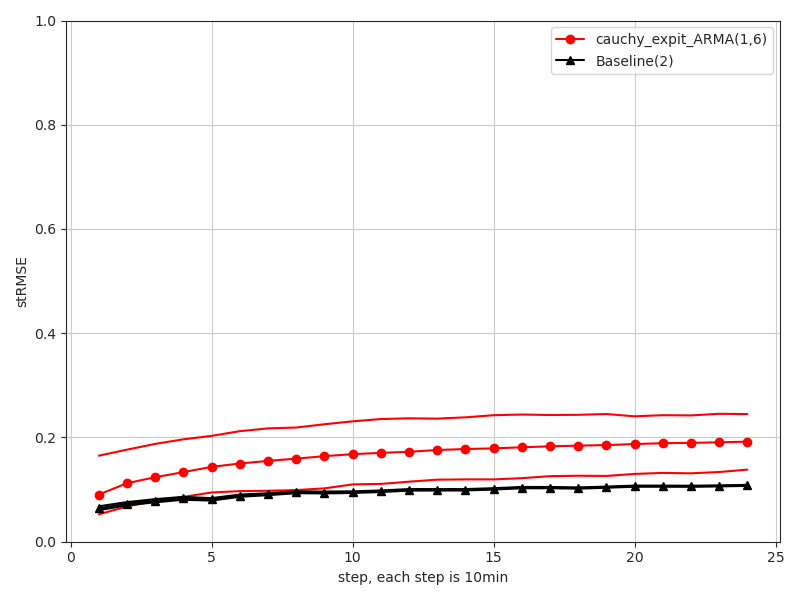 1.0
0.8
0.6
0.4
0.2
0.0
stRMSE
cauchy_expit_ARMA(1,6)
Baseline(2)
0 5 10 15 20 25
step, each step is 10min